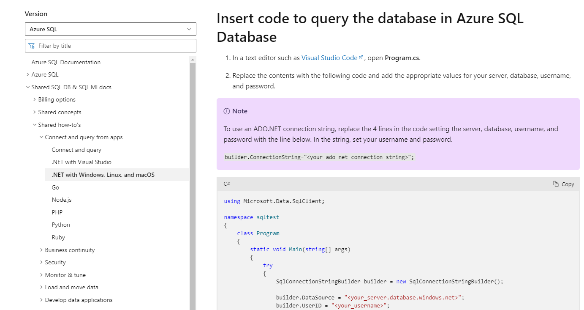 Version
Azure SQL
Filter by title
Azure SQL Documentation
Azure SQL
Shared SQL DB & SQL MI docs
Billing options
Shared concepts
Shared how-to's
Connect and query from apps
Connect and query
.NET with Visual Studio
.NET with Windows, Linux, and macOS
Go
Node.js
PHP
Python
Ruby
Business continuity
Security
Monitor & tune
Load and move data
Develop data applications
Insert code to query the database in Azure SQL
Database
1. In a text editor such as Visual Studio Code, open Program.cs.
2. Replace the contents with the following code and add the appropriate values for your server, database, username,
and password.
Note
To use an ADO.NET connection string, replace the 4 lines in the code setting the server, database, username, and
password with the line below. In the string, set your username and password.
builder.ConnectionString="<your_ado_net_connection_string>";
C#
Copy
using Microsoft.Data.SqlClient;
namespace sqltest
{
class Program
{
static void Main(string[] args)
{
try
{
SqlConnectionStringBuilder builder = new SqlConnectionStringBuilder();
builder.DataSource = "<your_server.database.windows.net>";
builder.UserID = "<your_username>";